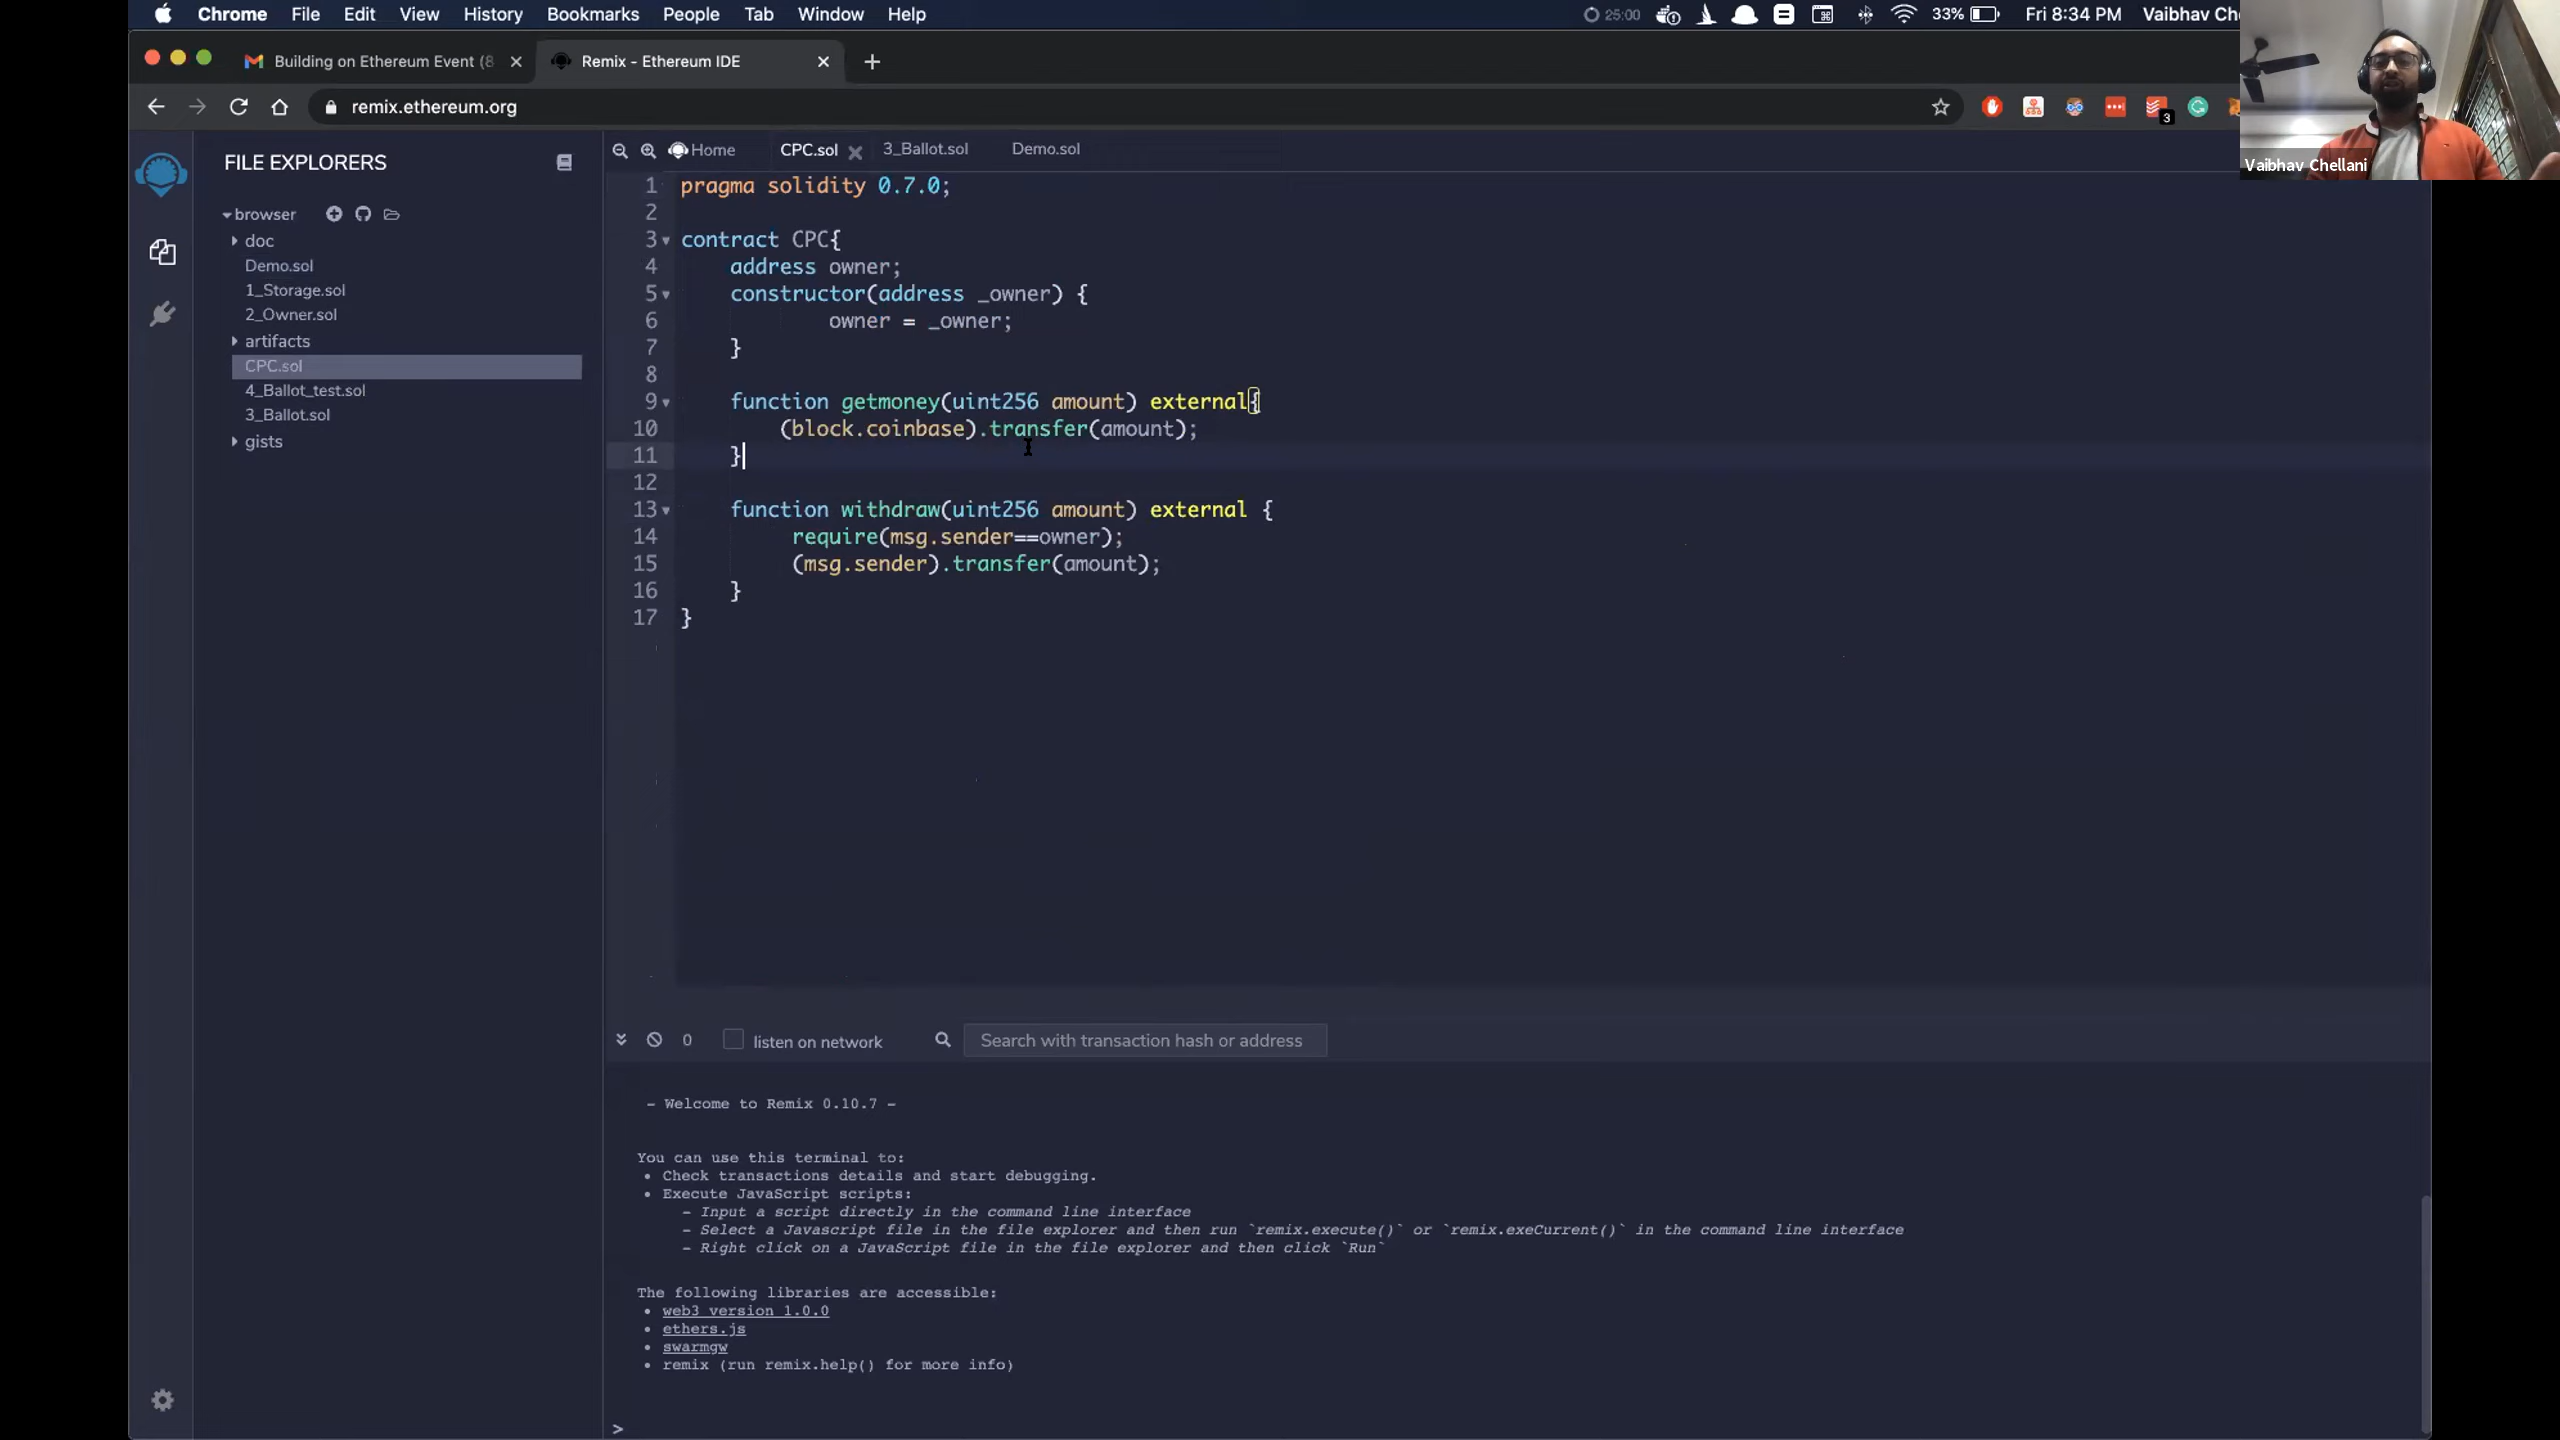 Chrome File Edit View History Bookmarks People Tab Window Help 25:00 33% Fri 8:34 PM Vaibhav Che
Building on Ethereum Event (8 Remix - Ethereum IDE
remix.ethereum.org
3
Vaibhav Chellani
FILE EXPLORERS
browser
doc
Demo.sol
1_Storage.sol
2_Owner.sol
artifacts
CPC.sol
4_Ballot_test.sol
3_Ballot.sol
gists
Home CPC.sol 3_Ballot.sol Demo.sol
1 pragma solidity 0.7.0;
2
3 contract CPC{
4 address owner;
5 constructor(address _owner) {
6 owner = _owner;
7 }
8
9 function getmoney(uint256 amount) external{
10 (block.coinbase).transfer(amount);
11 }
12
13 function withdraw(uint256 amount) external {
14 require(msg.sender==owner);
15 (msg.sender).transfer(amount);
16 }
17 }
0 listen on network Search with transaction hash or address
- Welcome to Remix 0.10.7 -
You can use this terminal to:
• Check transactions details and start debugging.
• Execute JavaScript scripts:
- Input a script directly in the command line interface
- Select a Javascript file in the file explorer and then run `remix.execute()` or `remix.exeCurrent()` in the command line interface
- Right click on a JavaScript file in the file explorer and then click `Run`
The following libraries are accessible:
• web3 version 1.0.0
• ethers.js
• swarmgw
• remix (run remix.help() for more info)
>